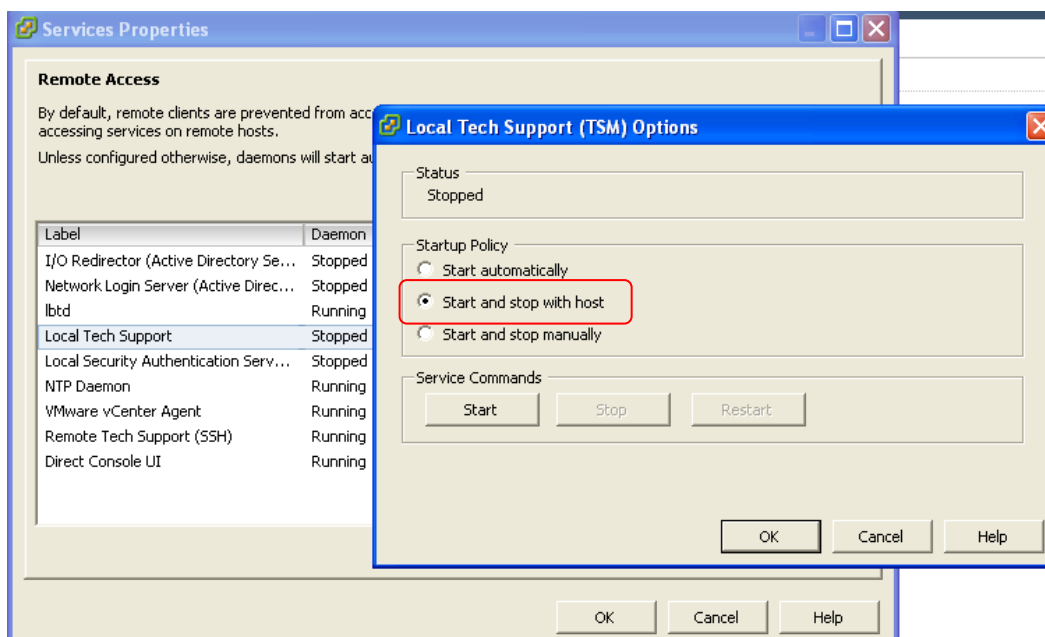 Services Properties
Remote Access
By default, remote clients are prevented from acc
accessing services on remote hosts.
Unless configured otherwise, daemons will start au
Label Daemon
I/O Redirector (Active Directory Se... Stopped
Network Login Server (Active Direc... Stopped
lbtd Running
Local Tech Support Stopped
Local Security Authentication Serv... Stopped
NTP Daemon Running
VMware vCenter Agent Running
Remote Tech Support (SSH) Running
Direct Console UI Running
OK Cancel Help
Local Tech Support (TSM) Options
Status
Stopped
Startup Policy
Start automatically
Start and stop with host
Start and stop manually
Service Commands
Start Stop Restart
OK Cancel Help